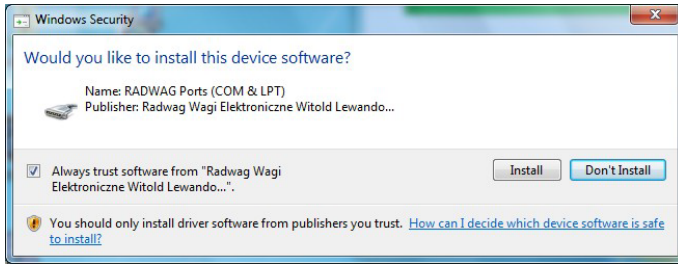 Windows Security
Would you like to install this device software?
Name: RADWAG Ports (COM & LPT)
Publisher: Radwag Wagi Elektroniczne Witold Lewando...
Always trust software from "Radwag Wagi
Elektroniczne Witold Lewando...".
Install
Don't Install
You should only install driver software from publishers you trust. How can I decide which device software is safe
to install?